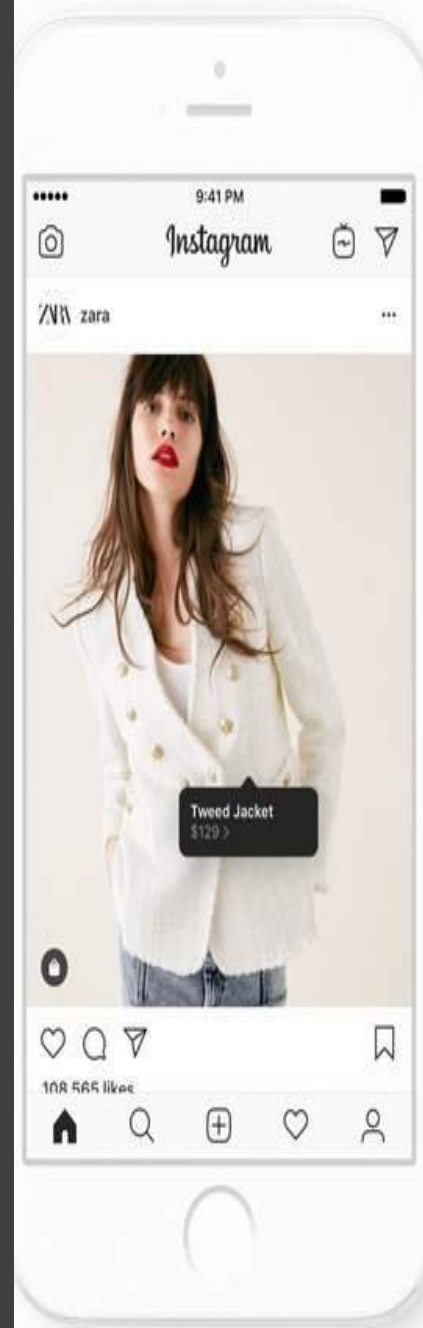 9:41 PM
Instagram
ZARA zara
Tweed Jacket
$129 >
108 565 likes